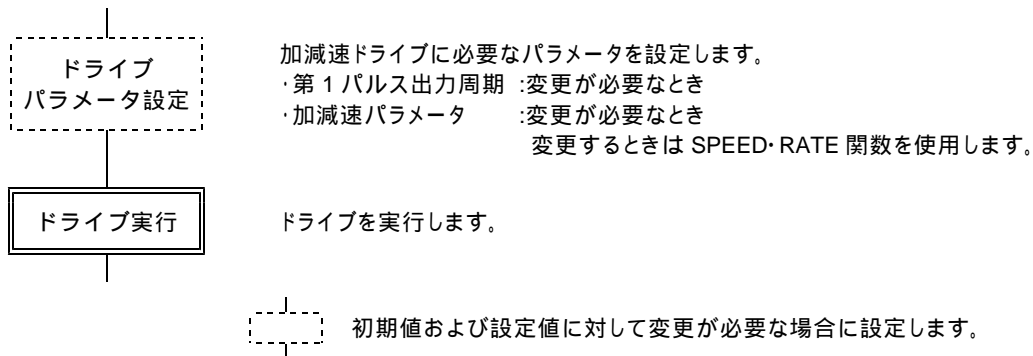 ドライブ
パラメータ設定
加減速ドライブに必要なパラメータを設定します。
・第1パルス出力周期 :変更が必要なとき
・加減速パラメータ :変更が必要なとき
変更するときは SPEED・RATE 関数を使用します。
ドライブ実行
ドライブを実行します。
初期値および設定値に対して変更が必要な場合に設定します。